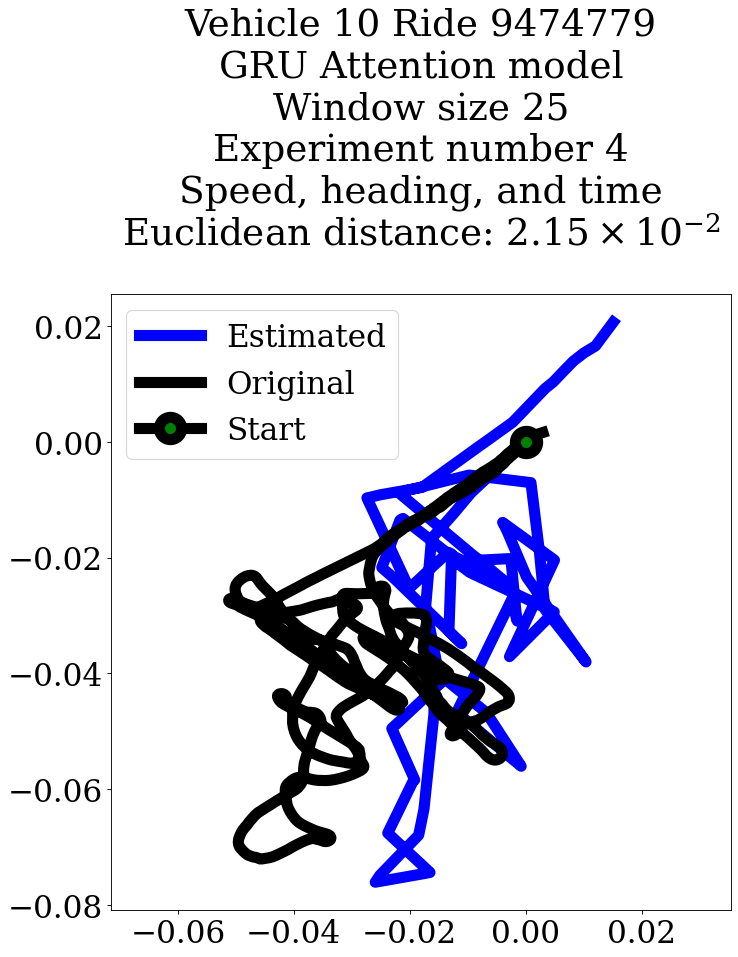 Vehicle 10 Ride 9474779
GRU Attention model
Window size 25
Experiment number 4
Speed, heading, and time
Euclidean distance: 2.15 × 10⁻²
Estimated
Original
Start
0.02
0.00
−0.02
−0.04
−0.06
−0.08
−0.06 −0.04 −0.02 0.00 0.02